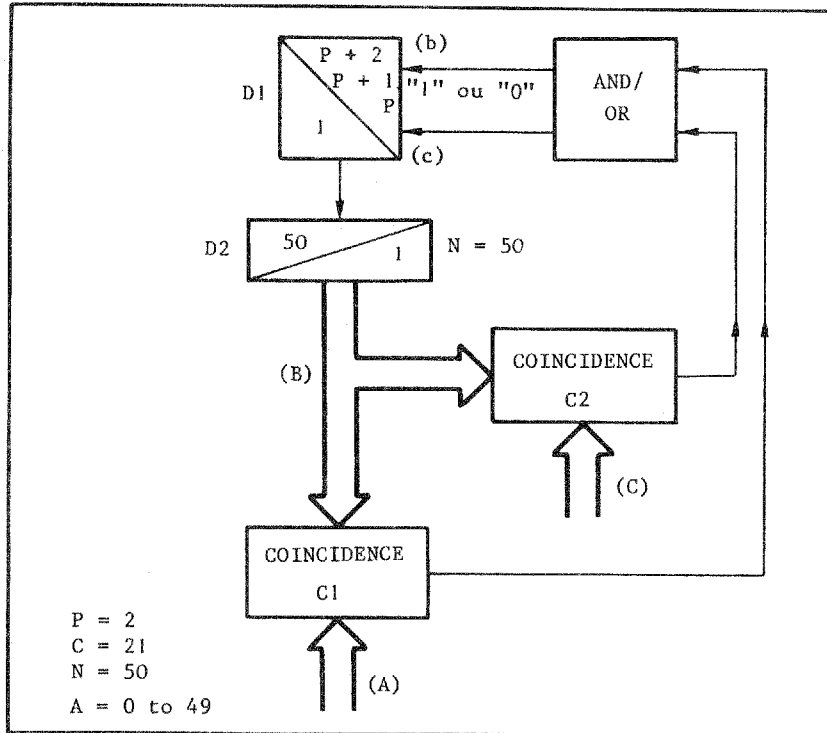 (b)
P + 2
P + 1 "1" ou "0"
P
D1
1
(c)
AND/
OR
D2
50
1
N = 50
(B)
COINCIDENCE
C2
(C)
COINCIDENCE
C1
(A)
P = 2
C = 21
N = 50
A = 0 to 49